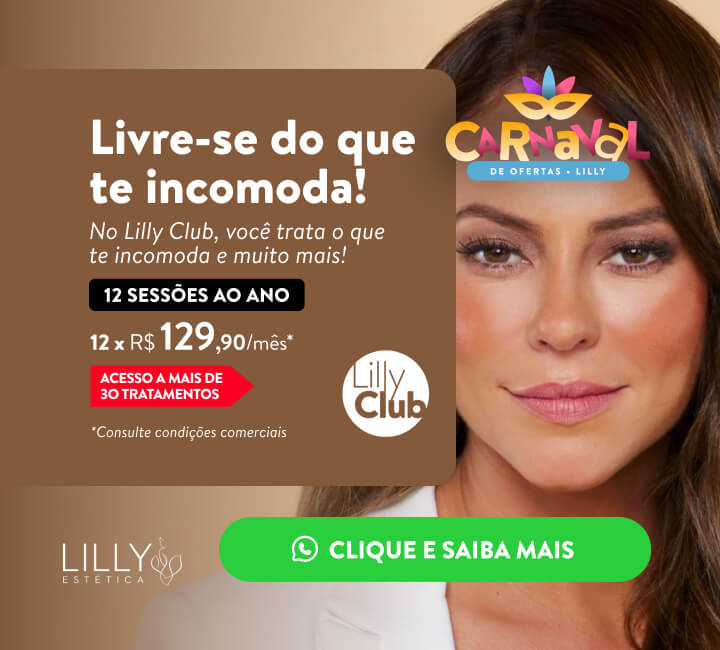 CARNAVAL
DE OFERTAS • LILLY
Livre-se do que
te incomoda!
No Lilly Club, você trata o que
te incomoda e muito mais!
12 SESSÕES AO ANO
12 x R$ 129,90/mês*
ACESSO A MAIS DE
30 TRATAMENTOS
Lilly
Club
*Consulte condições comerciais
CLIQUE E SAIBA MAIS
LILLY
ESTÉTICA